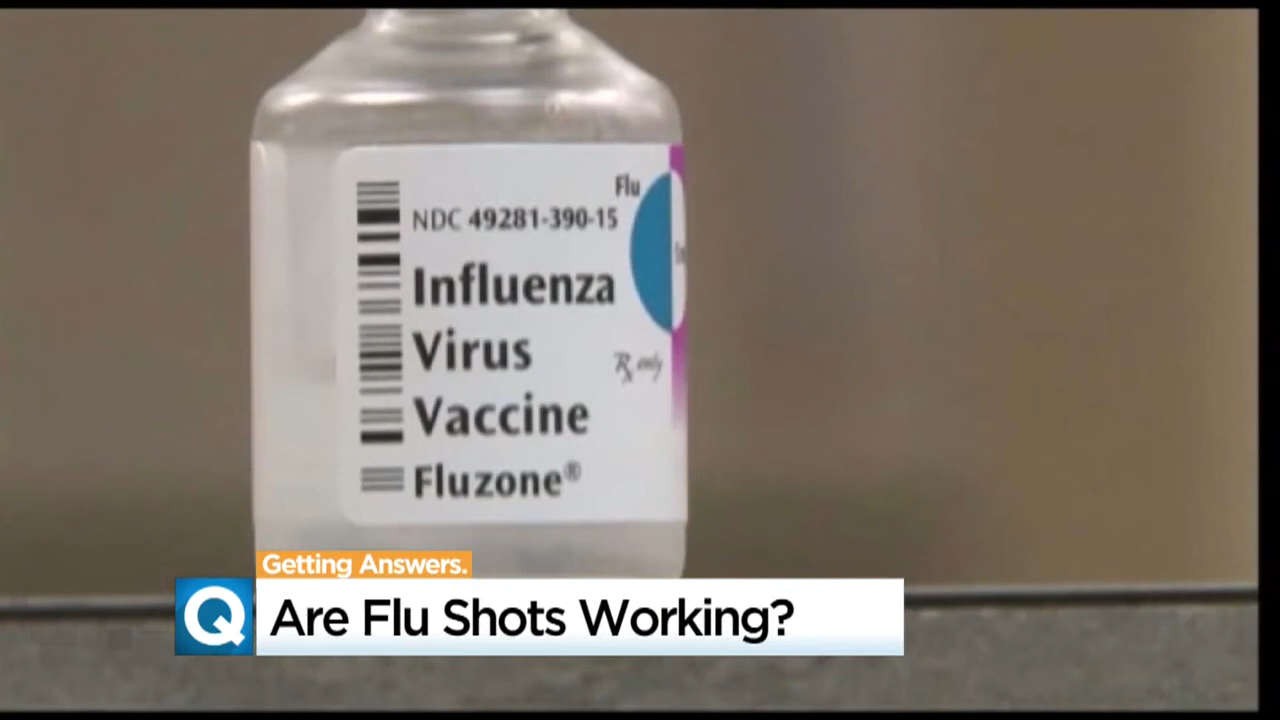 Flu
NDC 49281-390-15
Influenza
Virus
Vaccine
Rx only
Fluzone®
Getting Answers.
Q Are Flu Shots Working?